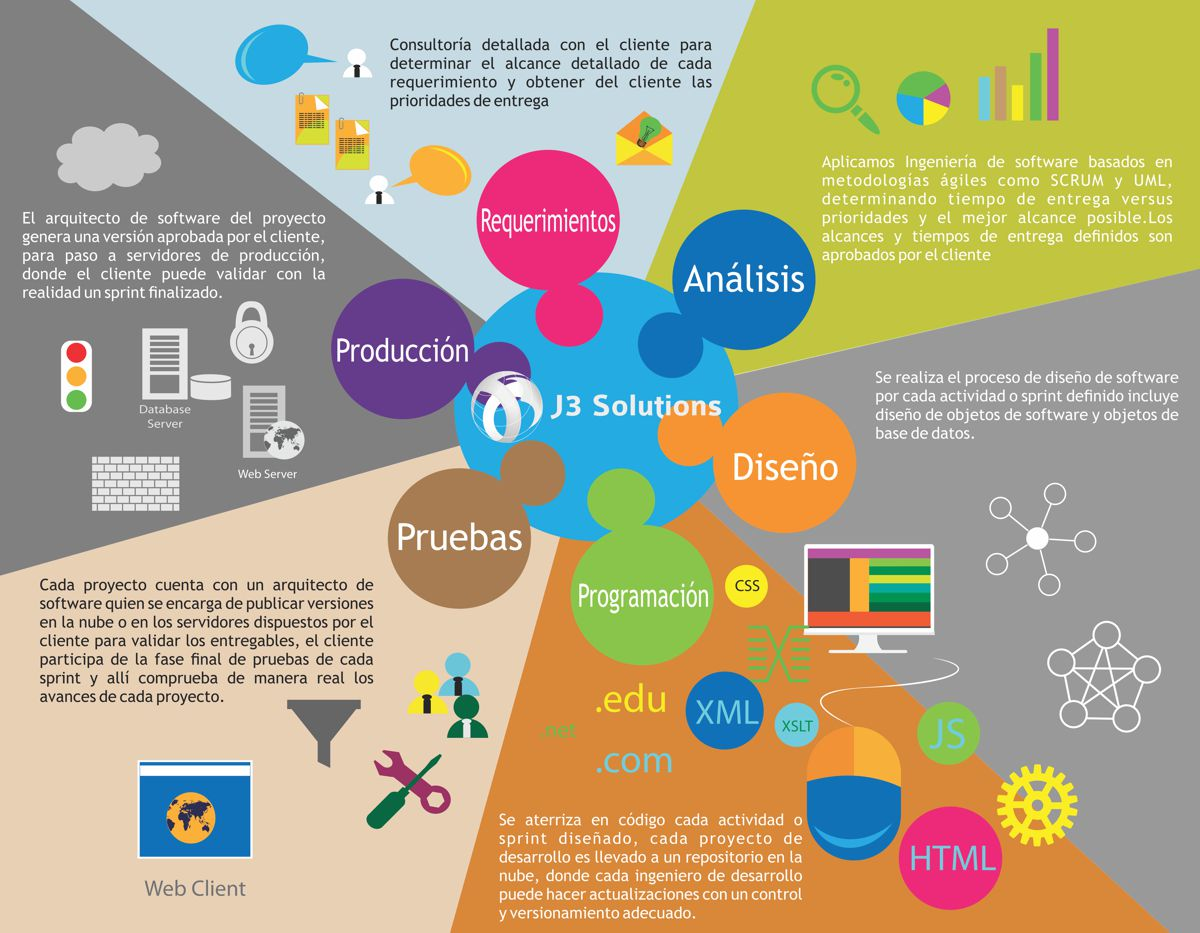 Consultoría detallada con el cliente para
determinar el alcance detallado de cada
requerimiento y obtener del cliente las
prioridades de entrega
Requerimientos
Aplicamos Ingeniería de software basados en
metodologías ágiles como SCRUM y UML,
determinando tiempo de entrega versus
prioridades y el mejor alcance posible.Los
alcances y tiempos de entrega definidos son
aprobados por el cliente
Análisis
El arquitecto de software del proyecto
genera una versión aprobada por el cliente,
para paso a servidores de producción,
donde el cliente puede validar con la
realidad un sprint finalizado.
Producción
Database
Server
Web Server
J3 Solutions
Se realiza el proceso de diseño de software
por cada actividad o sprint definido incluye
diseño de objetos de software y objetos de
base de datos.
Diseño
Pruebas
Cada proyecto cuenta con un arquitecto de
software quien se encarga de publicar versiones
en la nube o en los servidores dispuestos por el
cliente para validar los entregables, el cliente
participa de la fase final de pruebas de cada
sprint y allí comprueba de manera real los
avances de cada proyecto.
Web Client
Programación
CSS
.edu
XML
XSLT
.net
.com
JS
HTML
Se aterriza en código cada actividad o
sprint diseñado, cada proyecto de
desarrollo es llevado a un repositorio en la
nube, donde cada ingeniero de desarrollo
puede hacer actualizaciones con un control
y versionamiento adecuado.